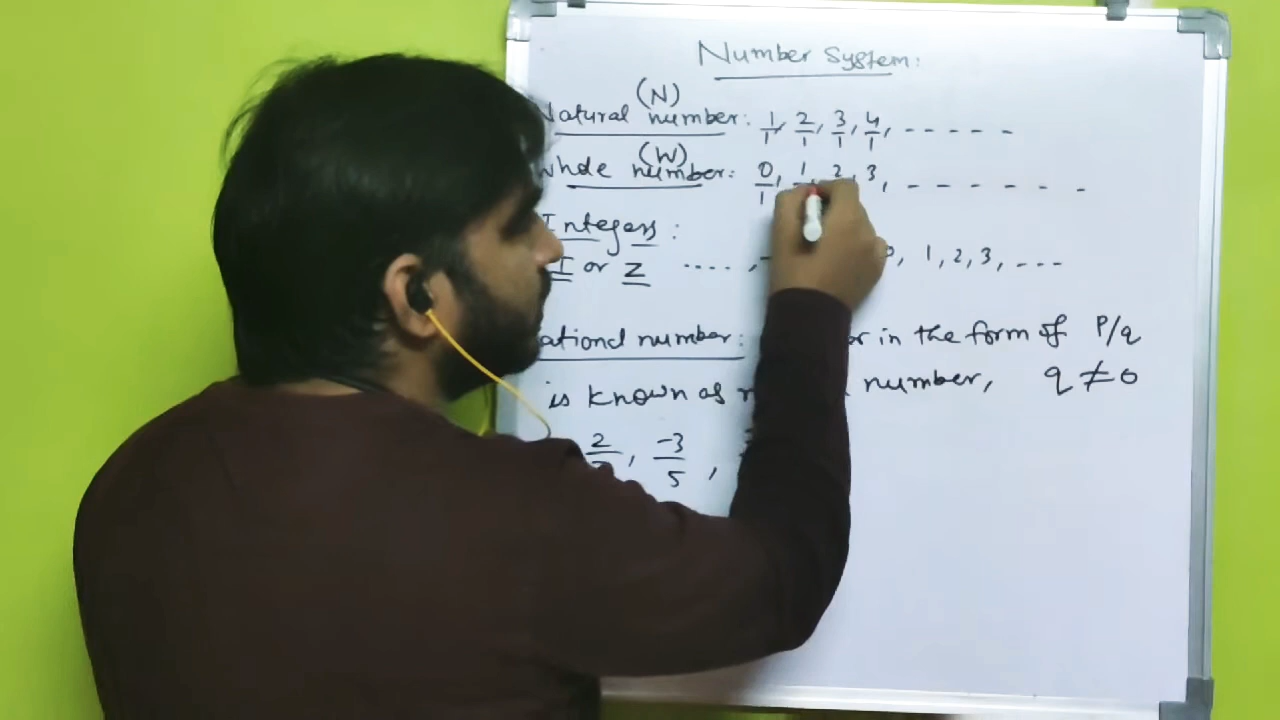 Number System:
(N)
Natural number: 1/1, 2/1, 3/1, 4/1, -----
(W)
Whole number: 0/1, 1, 2, 3, ------
Integers:
I or Z ...., , 1, 2, 3, ---
ational number: in the form of P/q
is known as number, q ≠ 0
2, -3/5,